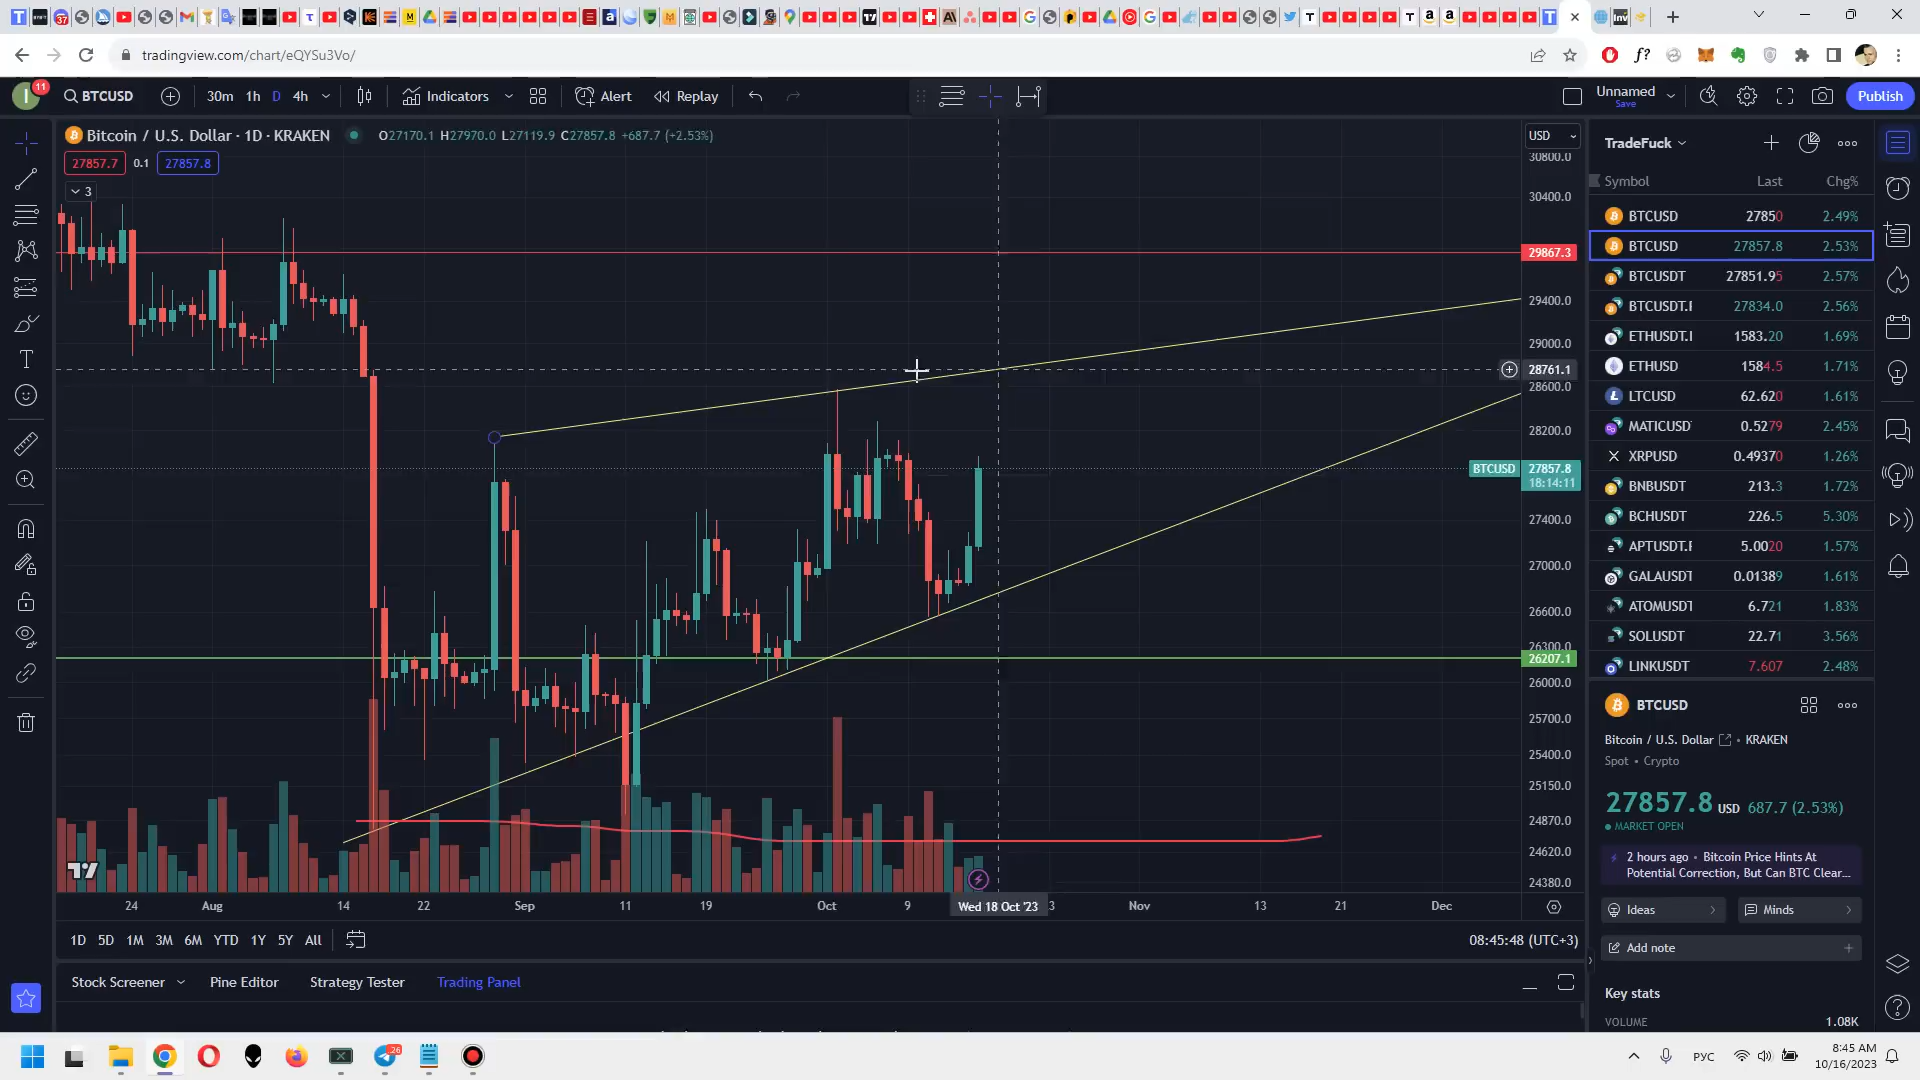 37
tradingview.com/chart/eQYSu3Vo/
11
BTCUSD
30m 1h D 4h
Indicators
Alert
Replay
Unnamed
Save
Publish
Bitcoin / U.S. Dollar · 1D · KRAKEN
O27170.1 H27970.0 L27119.9 C27857.8 +687.7 (+2.53%)
27857.7 0.1 27857.8
3
USD
30800.0
30400.0
29867.3
29400.0
29000.0
28761.1
28600.0
28200.0
BTCUSD 27857.8
18:14:11
27400.0
27000.0
26600.0
26300.0
26207.1
26000.0
25700.0
25400.0
25150.0
24870.0
24620.0
24380.0
24 Aug 14 22 Sep 11 19 Oct 9 Wed 18 Oct '23 3 Nov 13 21 Dec
1D 5D 1M 3M 6M YTD 1Y 5Y All
08:45:48 (UTC+3)
Stock Screener Pine Editor Strategy Tester Trading Panel
TradeFuck
Symbol Last Chg%
BTCUSD 27850 2.49%
BTCUSD 27857.8 2.53%
BTCUSDT 27851.95 2.57%
BTCUSDT.I 27834.0 2.56%
ETHUSDT.I 1583.20 1.69%
ETHUSD 1584.5 1.71%
LTCUSD 62.620 1.61%
MATICUSD 0.5279 2.45%
XRPUSD 0.49370 1.26%
BNBUSDT 213.3 1.72%
BCHUSDT 226.5 5.30%
APTUSDT.F 5.0020 1.57%
GALAUSDT 0.01389 1.61%
ATOMUSDT 6.721 1.83%
SOLUSDT 22.71 3.56%
LINKUSDT 7.607 2.48%
BTCUSD
Bitcoin / U.S. Dollar • KRAKEN
Spot • Crypto
27857.8 USD 687.7 (2.53%)
MARKET OPEN
2 hours ago • Bitcoin Price Hints At
Potential Correction, But Can BTC Clear...
Ideas
Minds
Add note
Key stats
VOLUME 1.08K
26
РУС
8:45 AM
10/16/2023